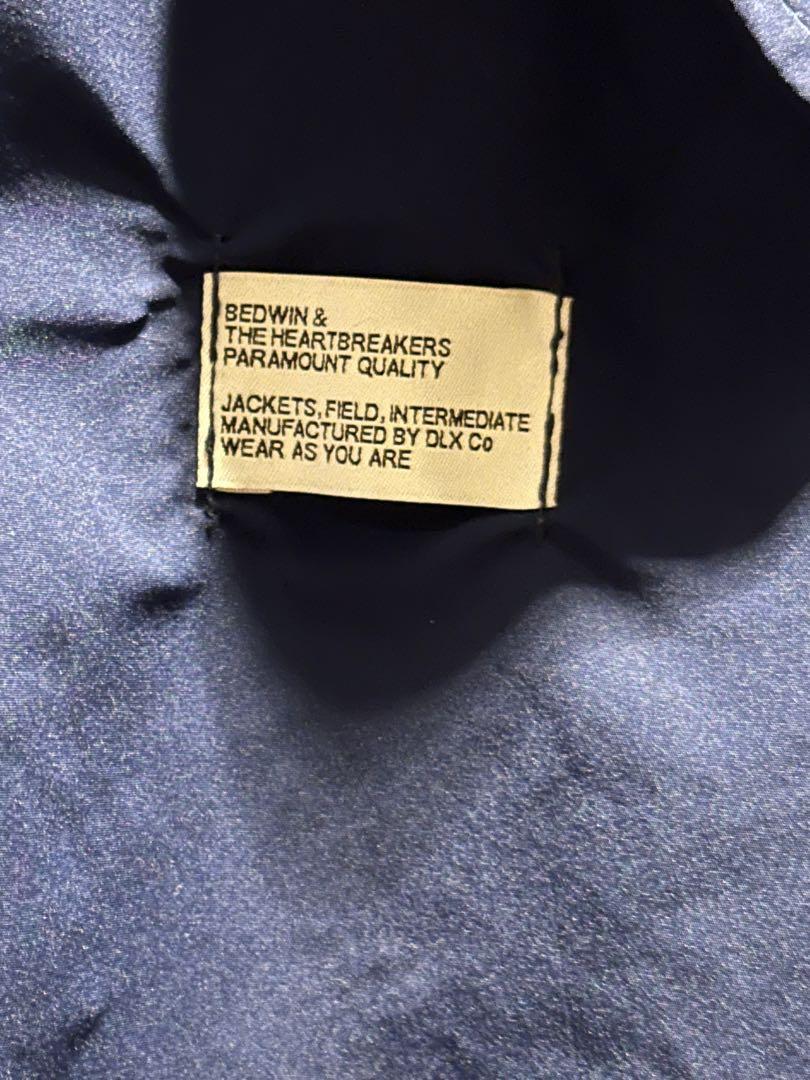 BEDWIN &
THE HEARTBREAKERS
PARAMOUNT QUALITY
JACKETS, FIELD, INTERMEDIATE
MANUFACTURED BY DLX Co
WEAR AS YOU ARE